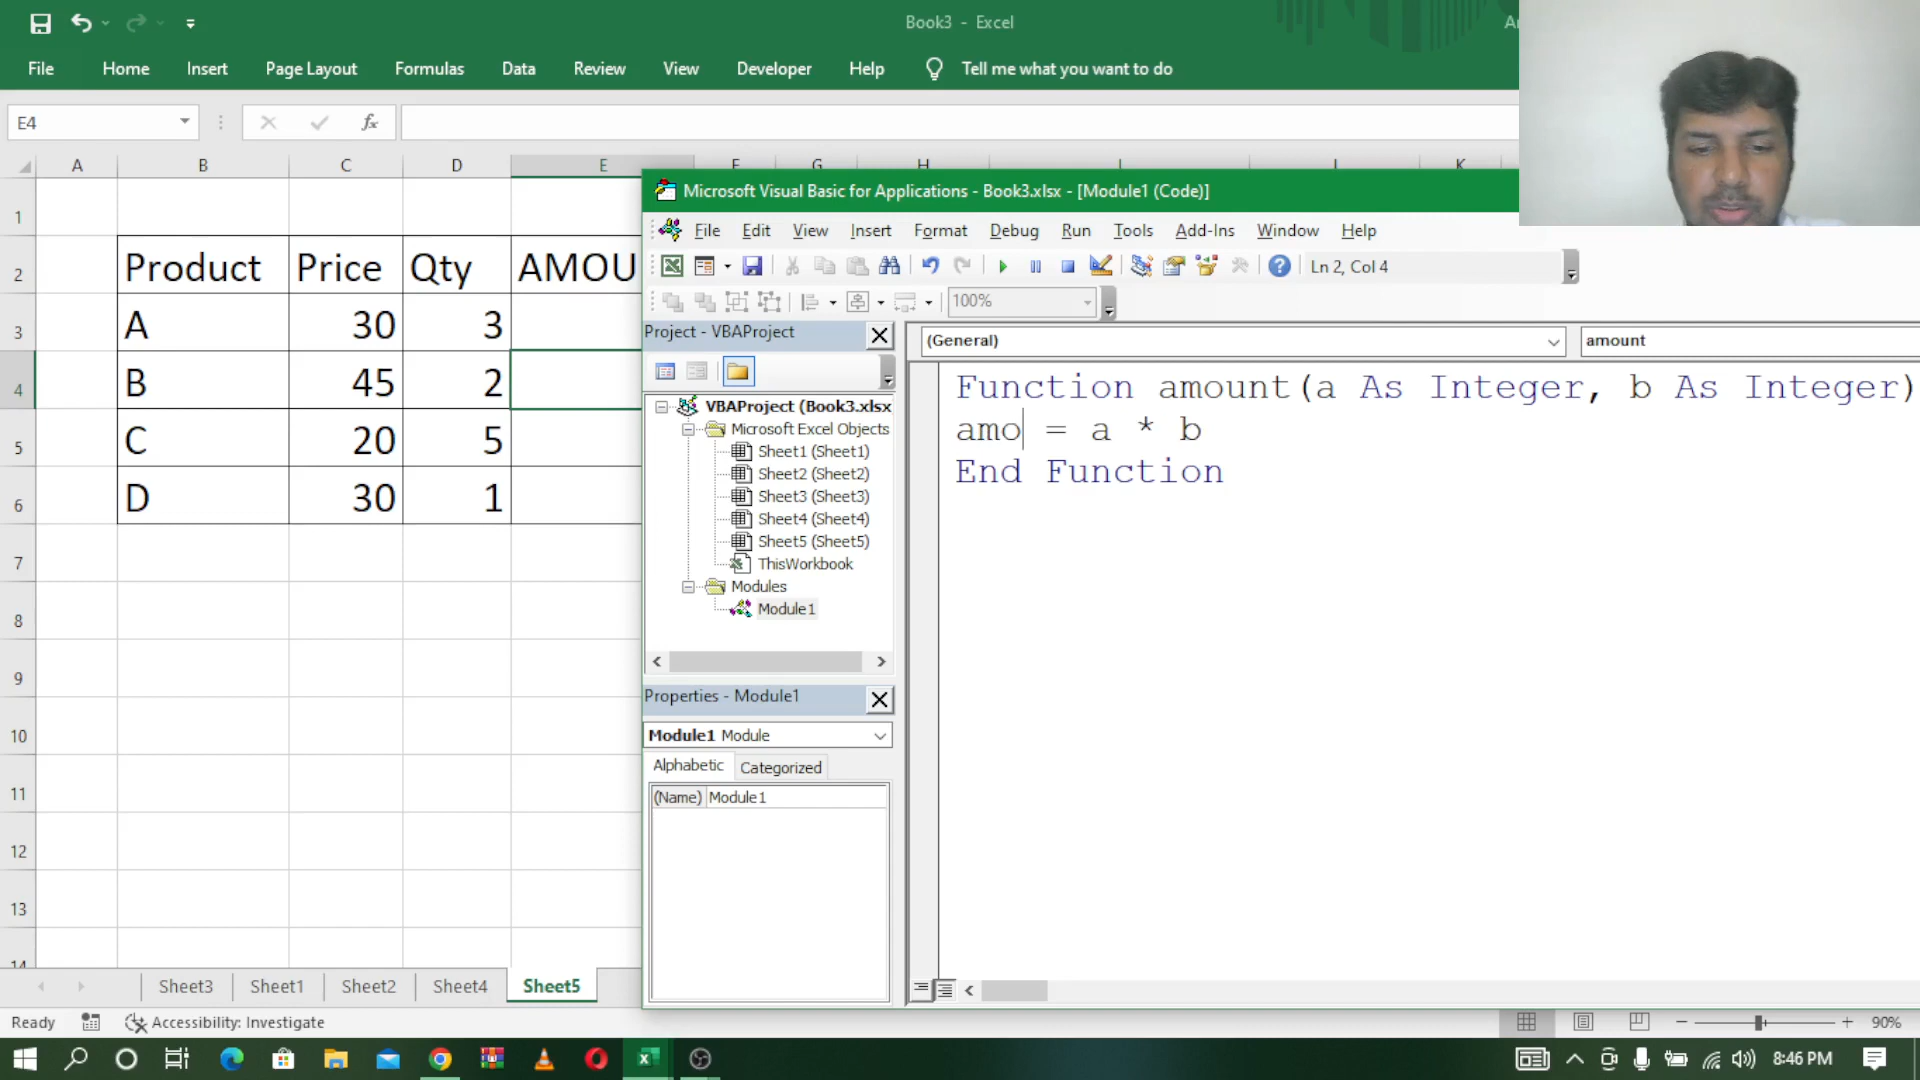 Book3 - Excel
File Home Insert Page Layout Formulas Data Review View Developer Help Tell me what you want to do
E4
fx
A B C D E F G H I K
1
2 Product Price Qty AMOU
3 A 30 3
4 B 45 2
5 C 20 5
6 D 30 1
7
8
9
10
11
12
13
14
Microsoft Visual Basic for Applications - Book3.xlsx - [Module1 (Code)]
File Edit View Insert Format Debug Run Tools Add-Ins Window Help
Ln 2, Col 4
100%
Project - VBAProject
VBAProject (Book3.xlsx
Microsoft Excel Objects
Sheet1 (Sheet1)
Sheet2 (Sheet2)
Sheet3 (Sheet3)
Sheet4 (Sheet4)
Sheet5 (Sheet5)
ThisWorkbook
Modules
Module1
Properties - Module1
Module1 Module
Alphabetic Categorized
(Name) Module1
(General) amount
Function amount(a As Integer, b As Integer)
amo = a * b
End Function
Sheet3 Sheet1 Sheet2 Sheet4 Sheet5
Ready Accessibility: Investigate
90%
8:46 PM